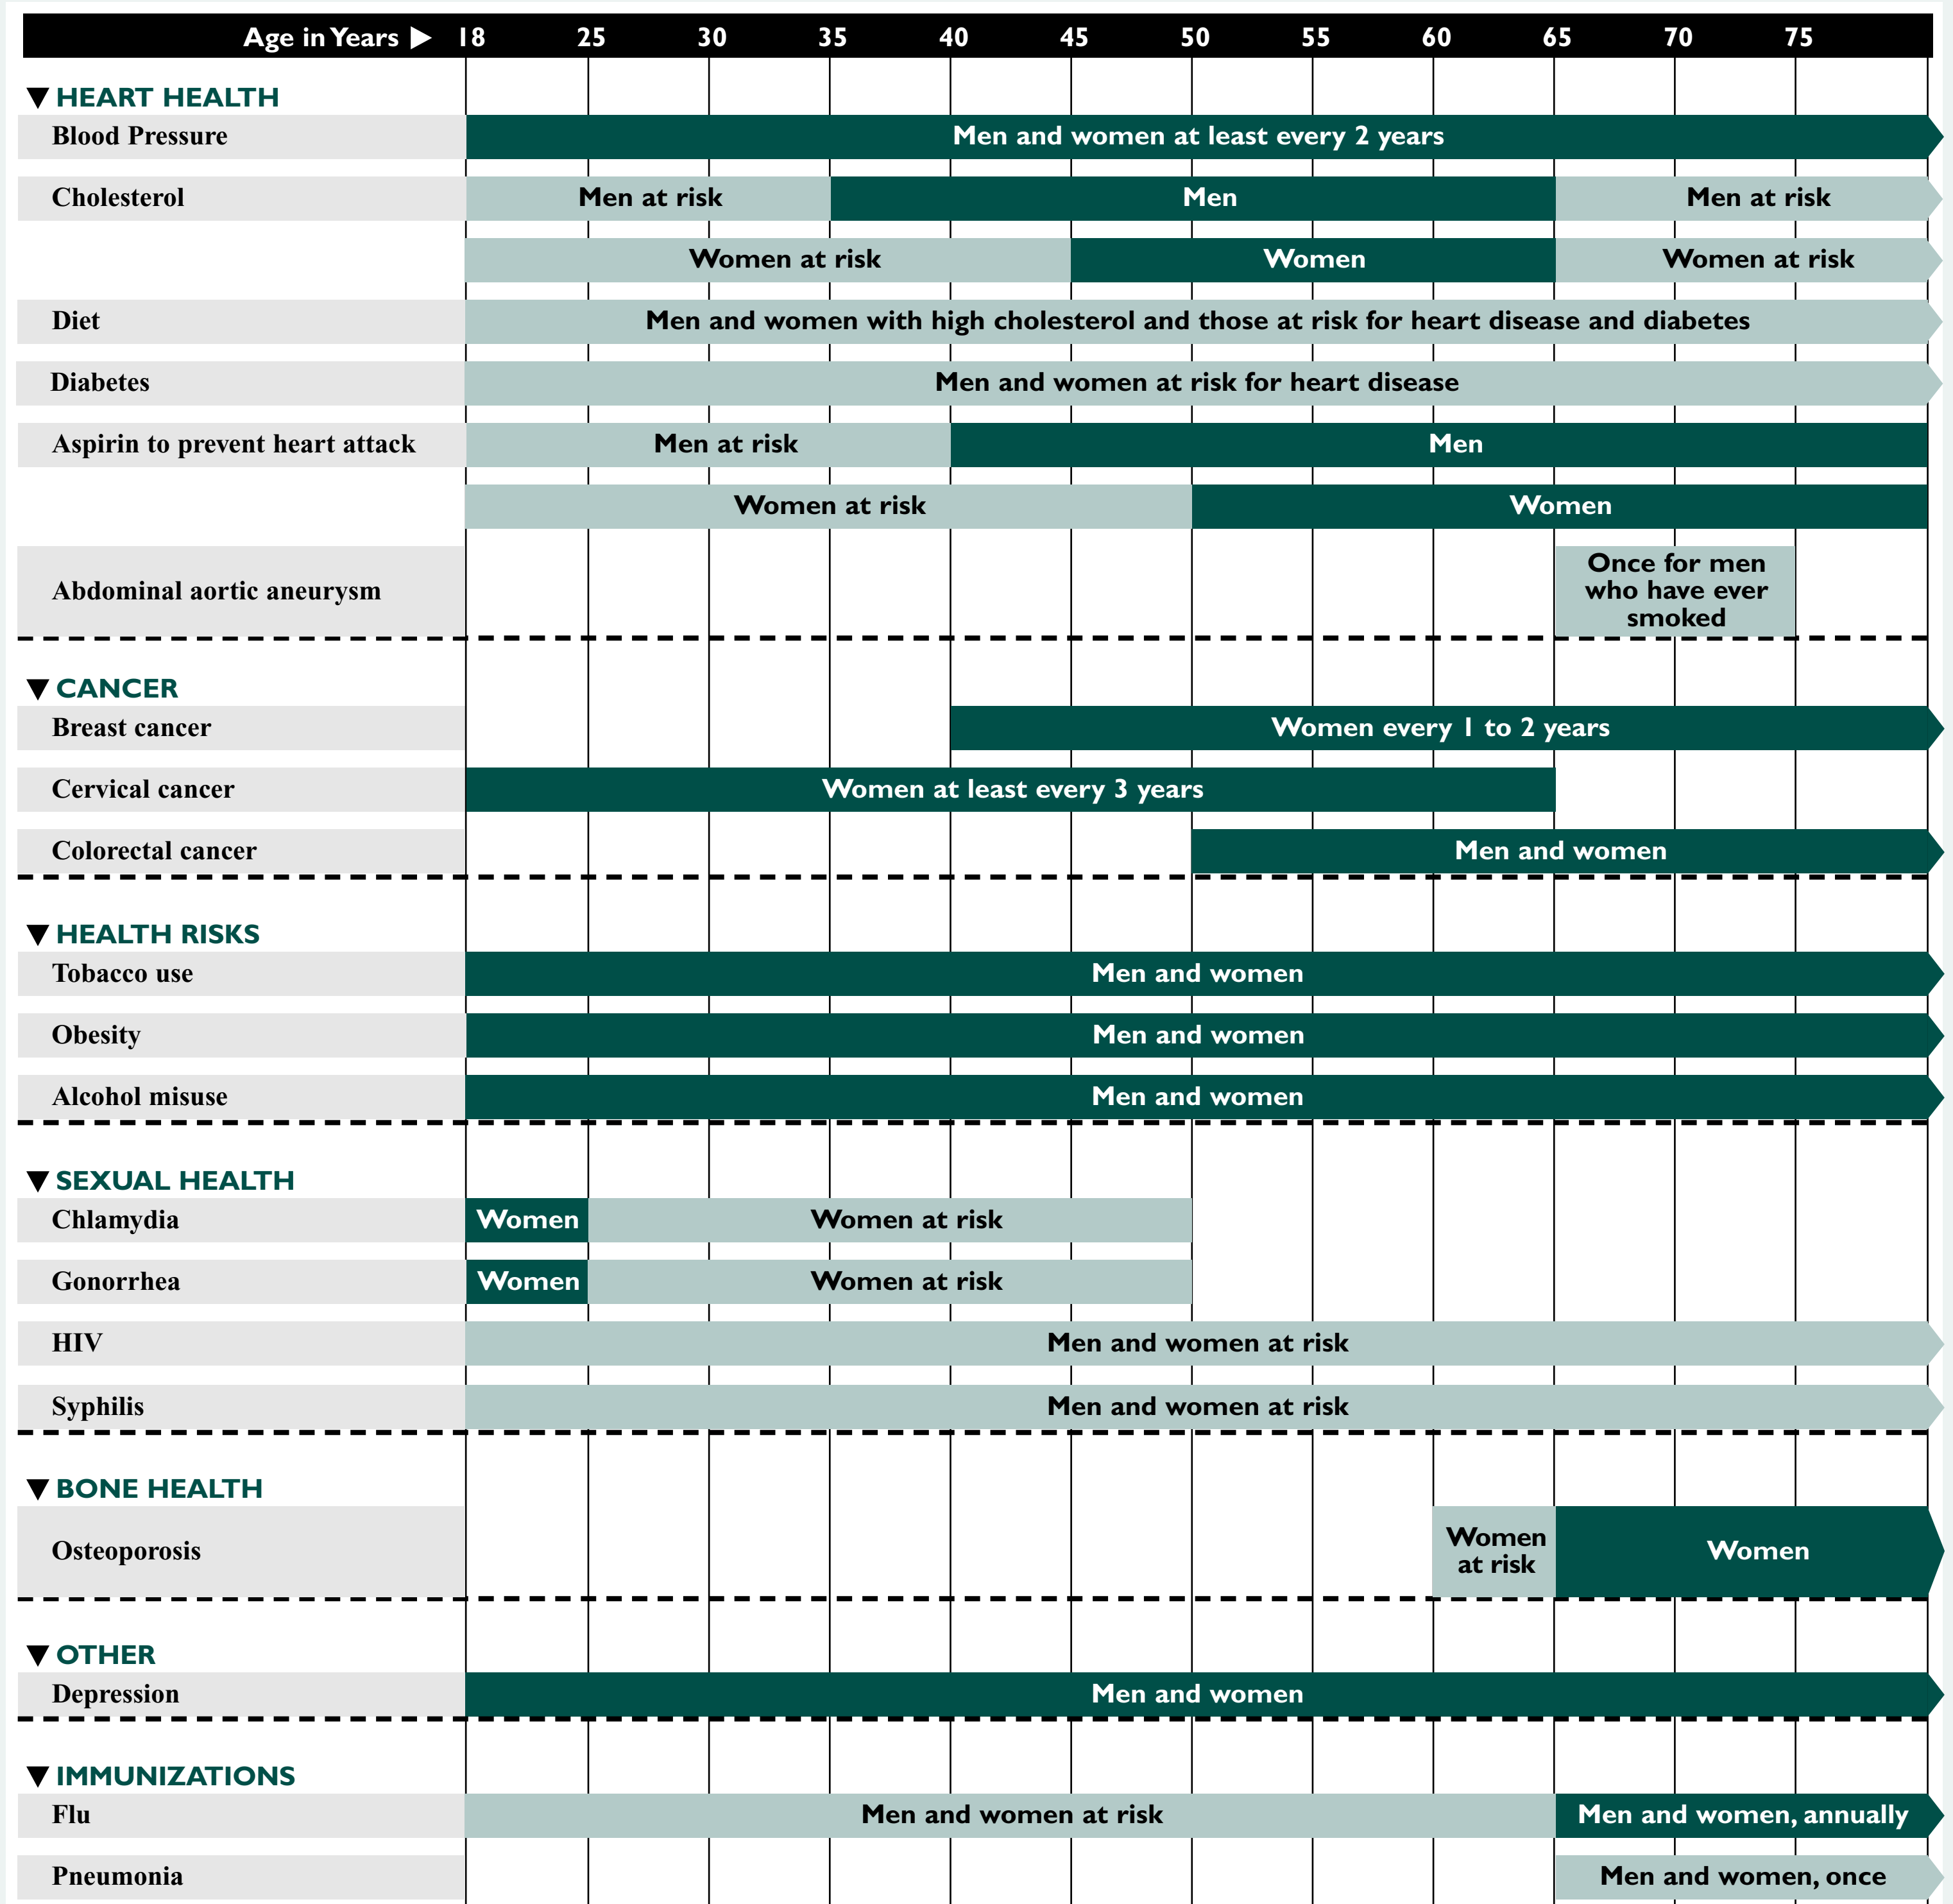 Age in Years ▶ 18 25 30 35 40 45 50 55 60 65 70 75
▼ HEART HEALTH
Blood Pressure Men and women at least every 2 years
Cholesterol Men at risk Men Men at risk
Women at risk Women Women at risk
Diet Men and women with high cholesterol and those at risk for heart disease and diabetes
Diabetes Men and women at risk for heart disease
Aspirin to prevent heart attack Men at risk Men
Women at risk Women
Abdominal aortic aneurysm
Once for men
who have ever
smoked
▼ CANCER
Breast cancer Women every 1 to 2 years
Cervical cancer Women at least every 3 years
Colorectal cancer Men and women
▼ HEALTH RISKS
Tobacco use Men and women
Obesity Men and women
Alcohol misuse Men and women
▼ SEXUAL HEALTH
Chlamydia Women Women at risk
Gonorrhea Women Women at risk
HIV Men and women at risk
Syphilis Men and women at risk
▼ BONE HEALTH
Osteoporosis
Women
at risk
Women
▼ OTHER
Depression Men and women
▼ IMMUNIZATIONS
Flu Men and women at risk Men and women, annually
Pneumonia Men and women, once